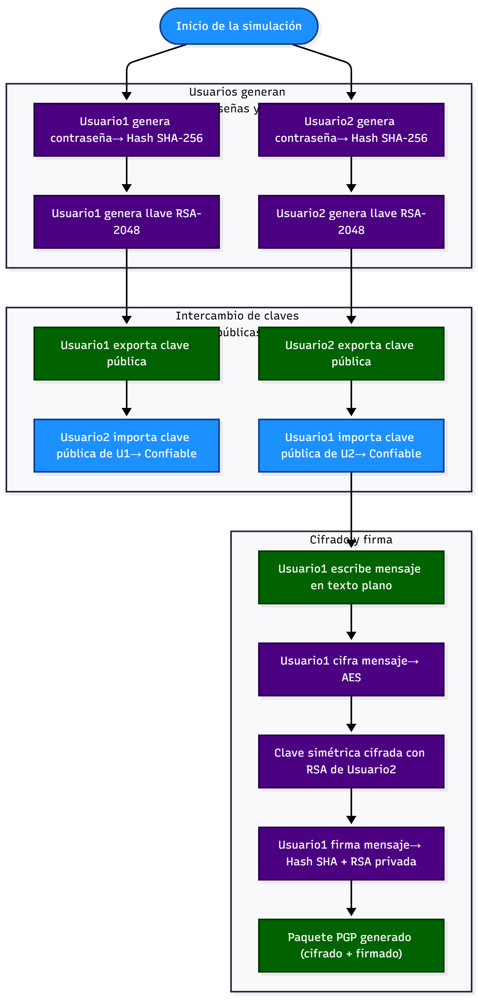 Inicio de la simulación
Usuarios generan
señas y
Usuario1 genera
contraseña→ Hash SHA-256
Usuario2 genera
contraseña→ Hash SHA-256
Usuario1 genera llave RSA-
2048
Usuario2 genera llave RSA-
2048
Intercambio de claves
públicas
Usuario1 exporta clave
pública
Usuario2 exporta clave
pública
Usuario2 importa clave
pública de U1→ Confiable
Usuario1 importa clave
pública de U2→ Confiable
Cifrado y firma
Usuario1 escribe mensaje
en texto plano
Usuario1 cifra mensaje→
AES
Clave simétrica cifrada con
RSA de Usuario2
Usuario1 firma mensaje→
Hash SHA + RSA privada
Paquete PGP generado
(cifrado + firmado)